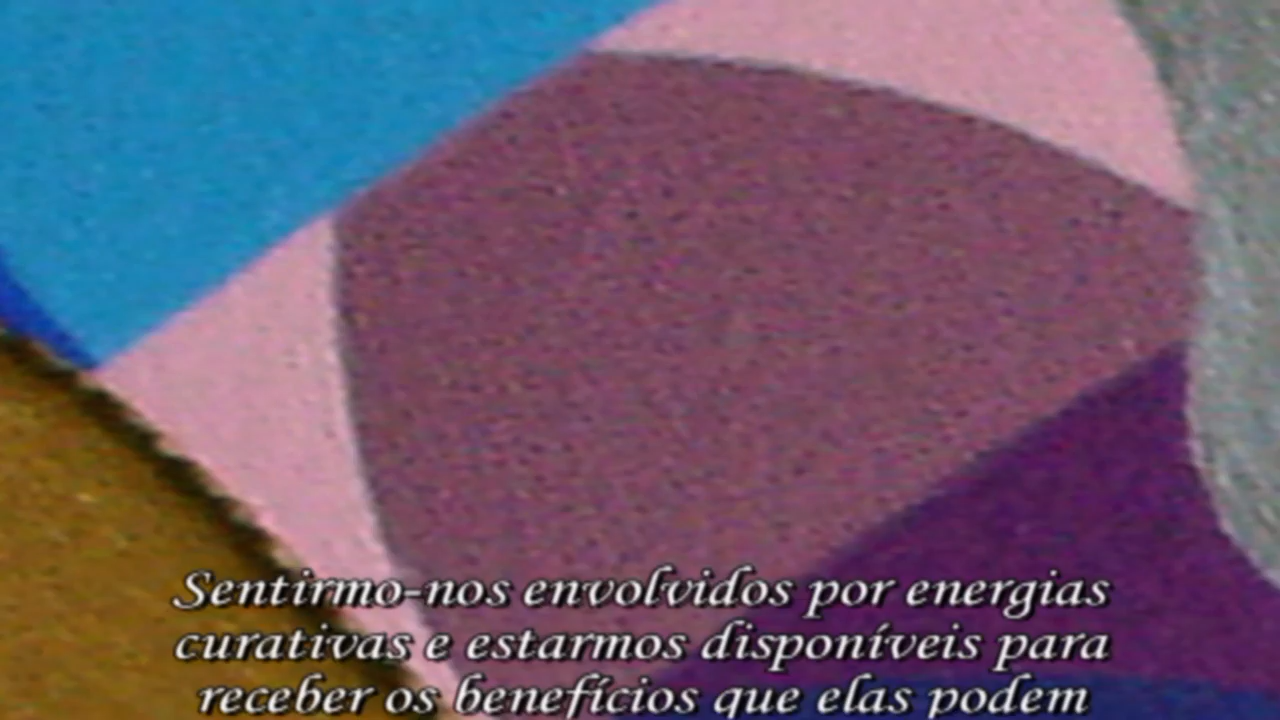 Sentirmo-nos envolvidos por energias
curativas e estarmos disponíveis para
receber os benefícios que elas podem